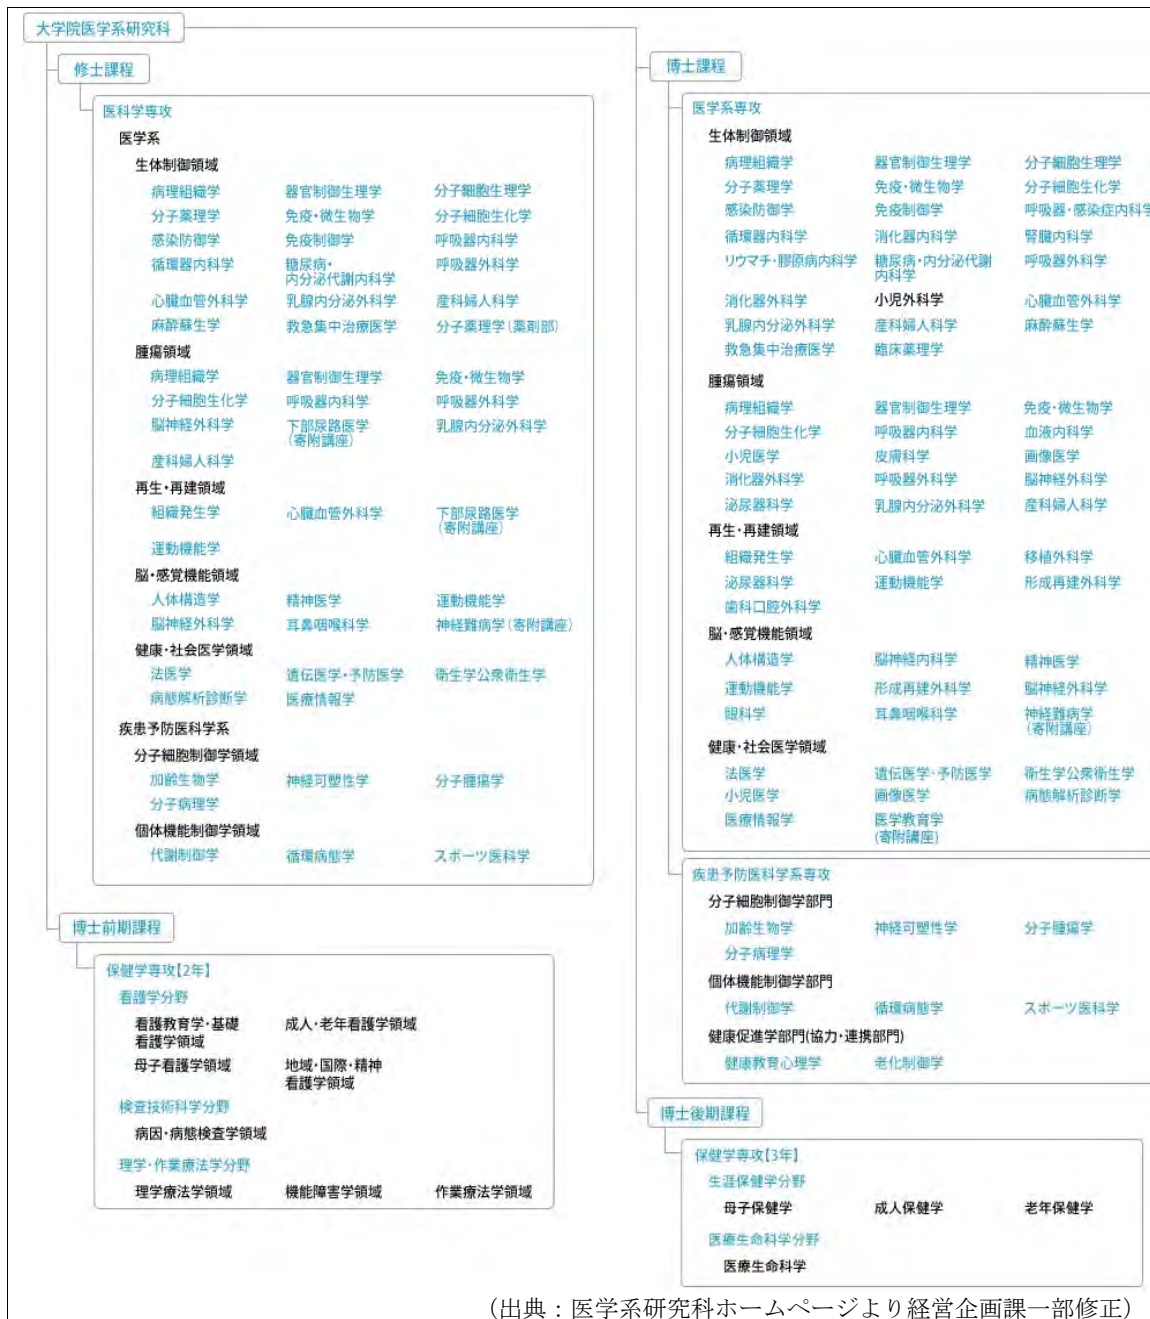 大学院医学系研究科
修士課程
医科学専攻
医学系
生体制御領域
病理組織学 器官制御生理学 分子細胞生理学
分子薬理学 免疫・微生物学 分子細胞生化学
感染防御学 免疫制御学 呼吸器内科学
循環器内科学 糖尿病・ 呼吸器外科学
内分泌代謝内科学
心臓血管外科学 乳腺内分泌外科学 産科婦人科学
麻酔蘇生学 救急集中治療医学 分子薬理学(薬剤部)
腫瘍領域
病理組織学 器官制御生理学 免疫・微生物学
分子細胞生化学 呼吸器内科学 呼吸器外科学
脳神経外科学 下部尿路医学 乳腺内分泌外科学
(寄附講座)
産科婦人科学
再生・再建領域
組織発生学 心臓血管外科学 下部尿路医学
(寄附講座)
運動機能学
脳・感覚機能領域
人体構造学 精神医学 運動機能学
脳神経外科学 耳鼻咽喉科学 神経難病学(寄附講座)
健康・社会医学領域
法医学 遺伝医学・予防医学 衛生学公衆衛生学
病態解析診断学 医療情報学
疾患予防医科学系
分子細胞制御学領域
加齢生物学 神経可塑性学 分子腫瘍学
分子病理学
個体機能制御学領域
代謝制御学 循環病態学 スポーツ医科学
博士前期課程
保健学専攻【2年】
看護学分野
看護教育学・基礎 成人・老年看護学領域
看護学領域
母子看護学領域 地域・国際・精神
看護学領域
検査技術科学分野
病因・病態検査学領域
理学・作業療法学分野
理学療法学領域 機能障害学領域 作業療法学領域
博士課程
医学系専攻
生体制御領域
病理組織学 器官制御生理学 分子細胞生理学
分子薬理学 免疫・微生物学 分子細胞生化学
感染防御学 免疫制御学 呼吸器・感染症内科学
循環器内科学 消化器内科学 腎臓内科学
リウマチ・膠原病内科学 糖尿病・内分泌代謝 呼吸器外科学
内科学
消化器外科学 小児外科学 心臓血管外科学
乳腺内分泌外科学 産科婦人科学 麻酔蘇生学
救急集中治療医学 臨床薬理学
腫瘍領域
病理組織学 器官制御生理学 免疫・微生物学
分子細胞生化学 呼吸器内科学 血液内科学
小児医学 皮膚科学 画像医学
消化器外科学 呼吸器外科学 脳神経外科学
泌尿器科学 乳腺内分泌外科学 産科婦人科学
再生・再建領域
組織発生学 心臓血管外科学 移植外科学
泌尿器科学 運動機能学 形成再建外科学
歯科口腔外科学
脳・感覚機能領域
人体構造学 脳神経内科学 精神医学
運動機能学 形成再建外科学 脳神経外科学
眼科学 耳鼻咽喉科学 神経難病学
(寄附講座)
健康・社会医学領域
法医学 遺伝医学・予防医学 衛生学公衆衛生学
小児医学 画像医学 病態解析診断学
医療情報学 医学教育学
(寄附講座)
疾患予防医科学系専攻
分子細胞制御学部門
加齢生物学 神経可塑性学 分子腫瘍学
分子病理学
個体機能制御学部門
代謝制御学 循環病態学 スポーツ医科学
健康促進学部門(協力・連携部門)
健康教育心理学 老化制御学
博士後期課程
保健学専攻【3年】
生涯保健学分野
母子保健学 成人保健学 老年保健学
医療生命科学分野
医療生命科学
(出典：医学系研究科ホームページより経営企画課一部修正)